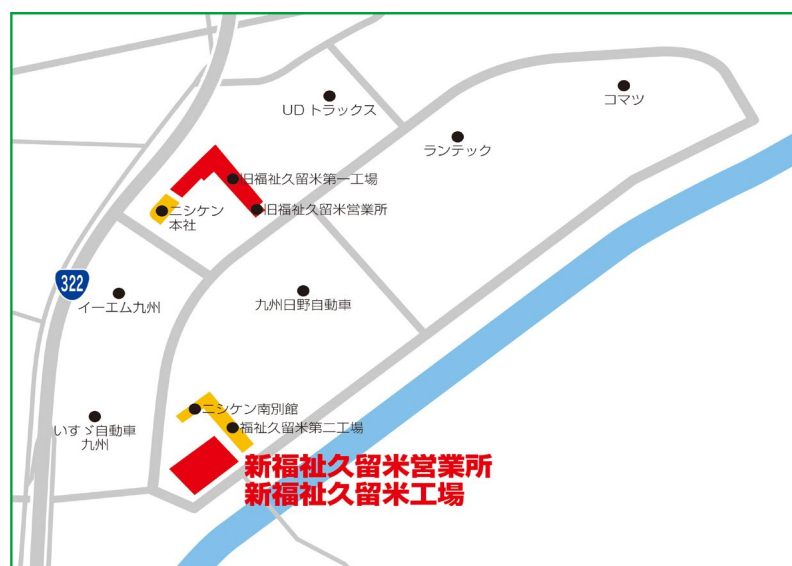 コマツ
UD トラックス
ランテック
旧福祉久留米第一工場
旧福祉久留米営業所
ニシケン
本社
322
イーエム九州
九州日野自動車
ニシケン南別館
福祉久留米第二工場
いすゞ自動車
九州
新福祉久留米営業所
新福祉久留米工場